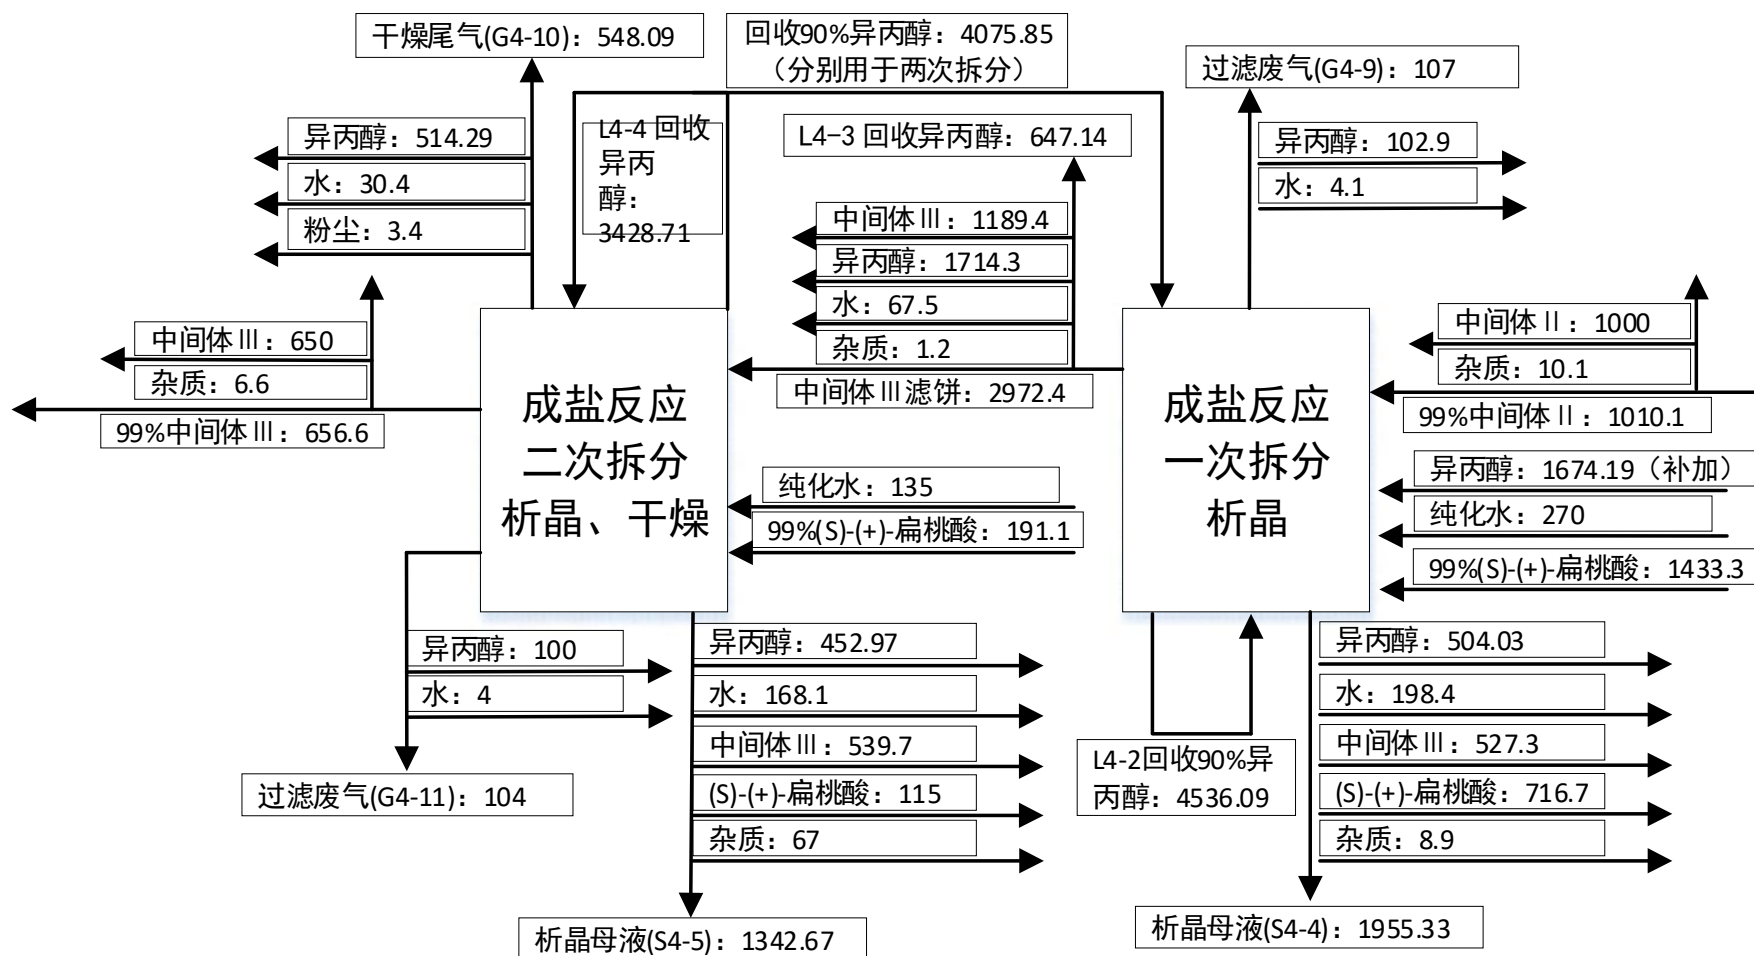 干燥尾气(G4-10)：548.09
回收90%异丙醇：4075.85
（分别用于两次拆分）
过滤废气(G4-9)：107
异丙醇：514.29
水：30.4
粉尘：3.4
L4-4 回收
异丙
醇：
3428.71
L4-3 回收异丙醇：647.14
异丙醇：102.9
水：4.1
中间体Ⅲ：1189.4
异丙醇：1714.3
水：67.5
杂质：1.2
中间体Ⅲ滤饼：2972.4
中间体Ⅲ：650
杂质：6.6
99%中间体Ⅲ：656.6
中间体Ⅱ：1000
杂质：10.1
99%中间体Ⅱ：1010.1
成盐反应
二次拆分
析晶、干燥
成盐反应
一次拆分
析晶
纯化水：135
99%(S)-(+)-扁桃酸：191.1
异丙醇：1674.19（补加）
纯化水：270
99%(S)-(+)-扁桃酸：1433.3
异丙醇：100
水：4
过滤废气(G4-11)：104
异丙醇：452.97
水：168.1
中间体Ⅲ：539.7
(S)-(+)-扁桃酸：115
杂质：67
析晶母液(S4-5)：1342.67
L4-2回收90%异
丙醇：4536.09
异丙醇：504.03
水：198.4
中间体Ⅲ：527.3
(S)-(+)-扁桃酸：716.7
杂质：8.9
析晶母液(S4-4)：1955.33